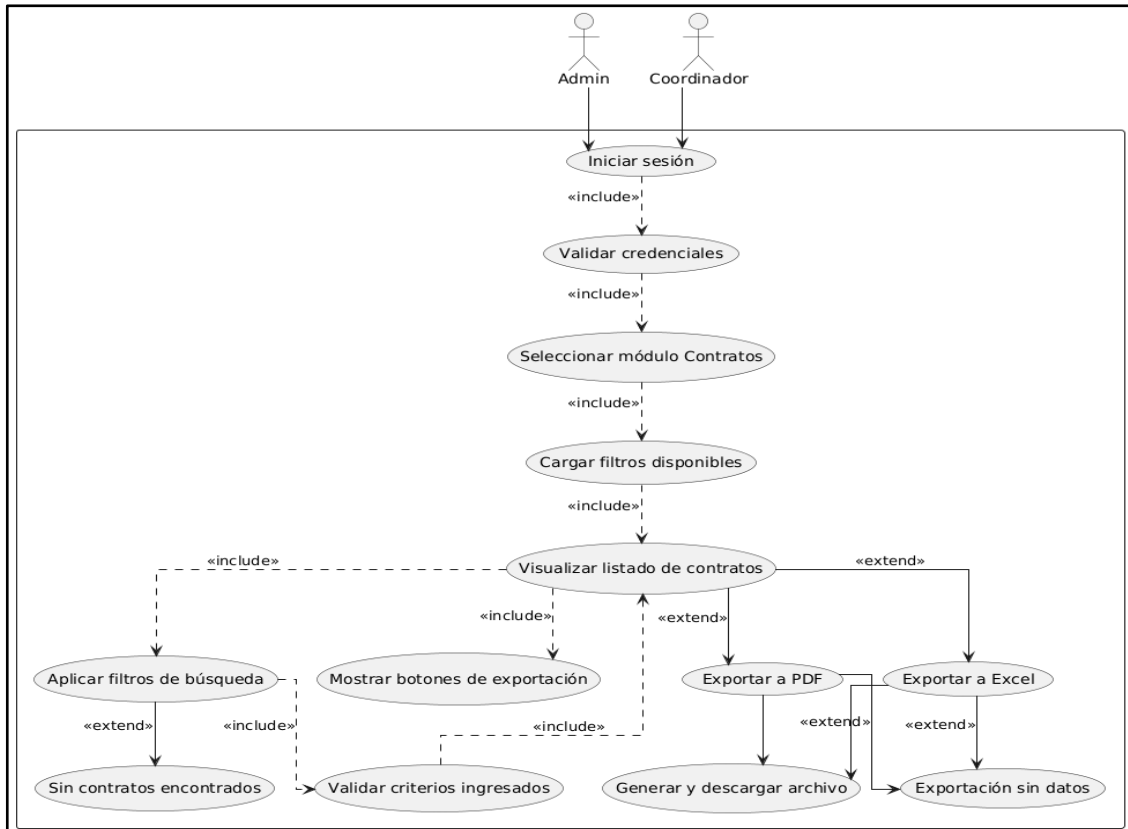 Admin
Coordinador
Iniciar sesión
«include»
Validar credenciales
«include»
Seleccionar módulo Contratos
«include»
Cargar filtros disponibles
«include»
Visualizar listado de contratos
«include»
«extend»
«include»
«extend»
Aplicar filtros de búsqueda
Mostrar botones de exportación
Exportar a PDF
Exportar a Excel
«extend»
«include»
«include»
«extend»
«extend»
Sin contratos encontrados
Validar criterios ingresados
Generar y descargar archivo
Exportación sin datos